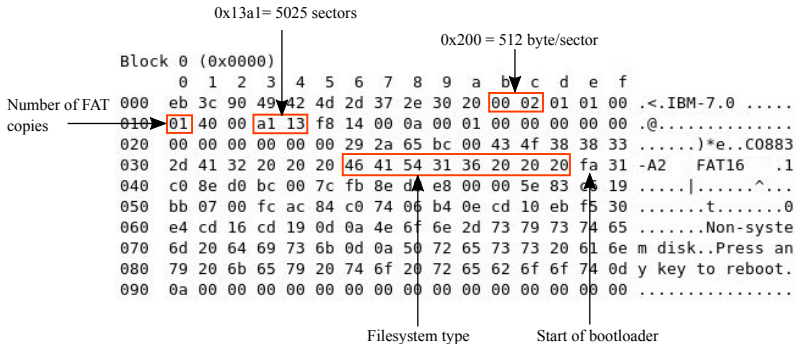 0x13a1= 5025 sectors
0x200 = 512 byte/sector
Block 0 (0x0000)
0 1 2 3 4 5 6 7 8 9 a b c d e f
Number of FAT copies
000 eb 3c 90 49 42 4d 2d 37 2e 30 20 00 02 01 01 00 .<.IBM-7.0 .....
010 01 40 00 a1 13 f8 14 00 0a 00 01 00 00 00 00 00 .@..............
020 00 00 00 00 00 00 29 2a 65 bc 00 43 4f 38 38 33 ......)*e..CO883
030 2d 41 32 20 20 20 46 41 54 31 36 20 20 20 fa 31 -A2   FAT16   .1
040 c0 8e d0 bc 00 7c fb 8e e8 00 00 5e 83 c6 19 .....|......^...
050 bb 07 00 fc ac 84 c0 74 06 b4 0e cd 10 eb f5 30 .......t.......0
060 e4 cd 16 cd 19 0d 0a 4e 6f 6e 2d 73 79 73 74 65 .......Non-syste
070 6d 20 64 69 73 6b 0d 0a 50 72 65 73 73 20 61 6e m disk..Press an
080 79 20 6b 65 79 20 74 6f 20 72 65 62 6f 6f 74 0d y key to reboot.
090 0a 00 00 00 00 00 00 00 00 00 00 00 00 00 00 00 ................
Filesystem type
Start of bootloader